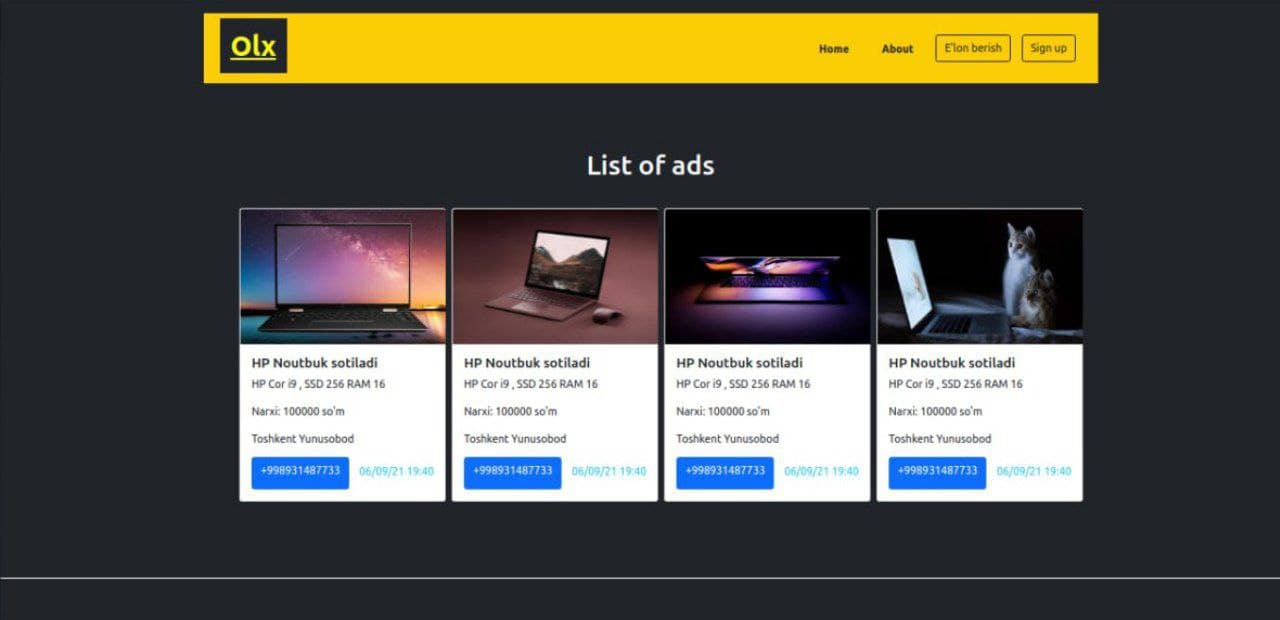 Olx
Home About E'lon berish Sign up
List of ads
HP Noutbuk sotiladi
HP Cor i9 , SSD 256 RAM 16
Narxi: 100000 so'm
Toshkent Yunusobod
+998931487733 06/09/21 19:40
HP Noutbuk sotiladi
HP Cor i9 , SSD 256 RAM 16
Narxi: 100000 so'm
Toshkent Yunusobod
+998931487733 06/09/21 19:40
HP Noutbuk sotiladi
HP Cor i9 , SSD 256 RAM 16
Narxi: 100000 so'm
Toshkent Yunusobod
+998931487733 06/09/21 19:40
HP Noutbuk sotiladi
HP Cor i9 , SSD 256 RAM 16
Narxi: 100000 so'm
Toshkent Yunusobod
+998931487733 06/09/21 19:40